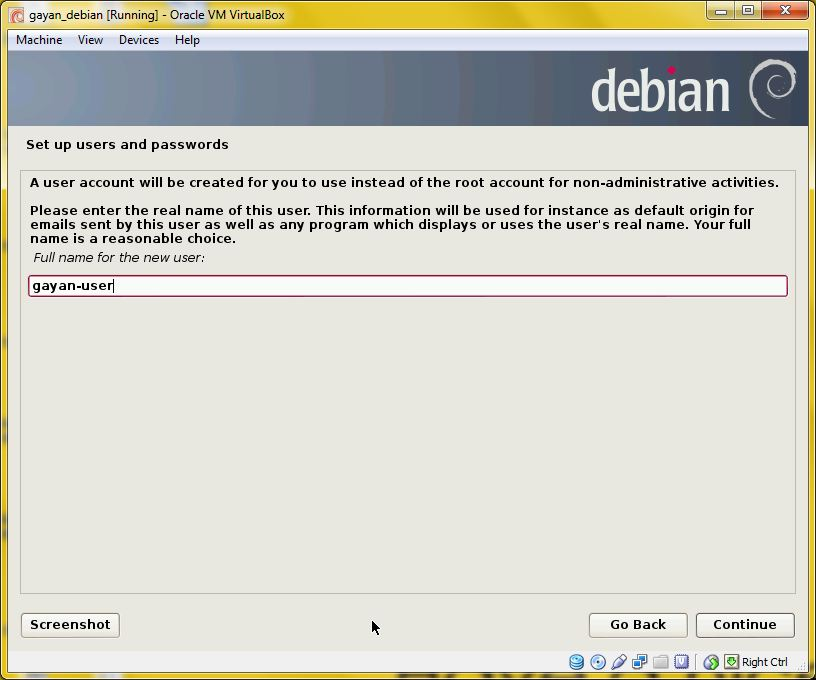 gayan_debian [Running] - Oracle VM VirtualBox
Machine View Devices Help
debian
Set up users and passwords
A user account will be created for you to use instead of the root account for non-administrative activities.
Please enter the real name of this user. This information will be used for instance as default origin for
emails sent by this user as well as any program which displays or uses the user's real name. Your full
name is a reasonable choice.
Full name for the new user:
gayan-user
Screenshot Go Back Continue
Right Ctrl